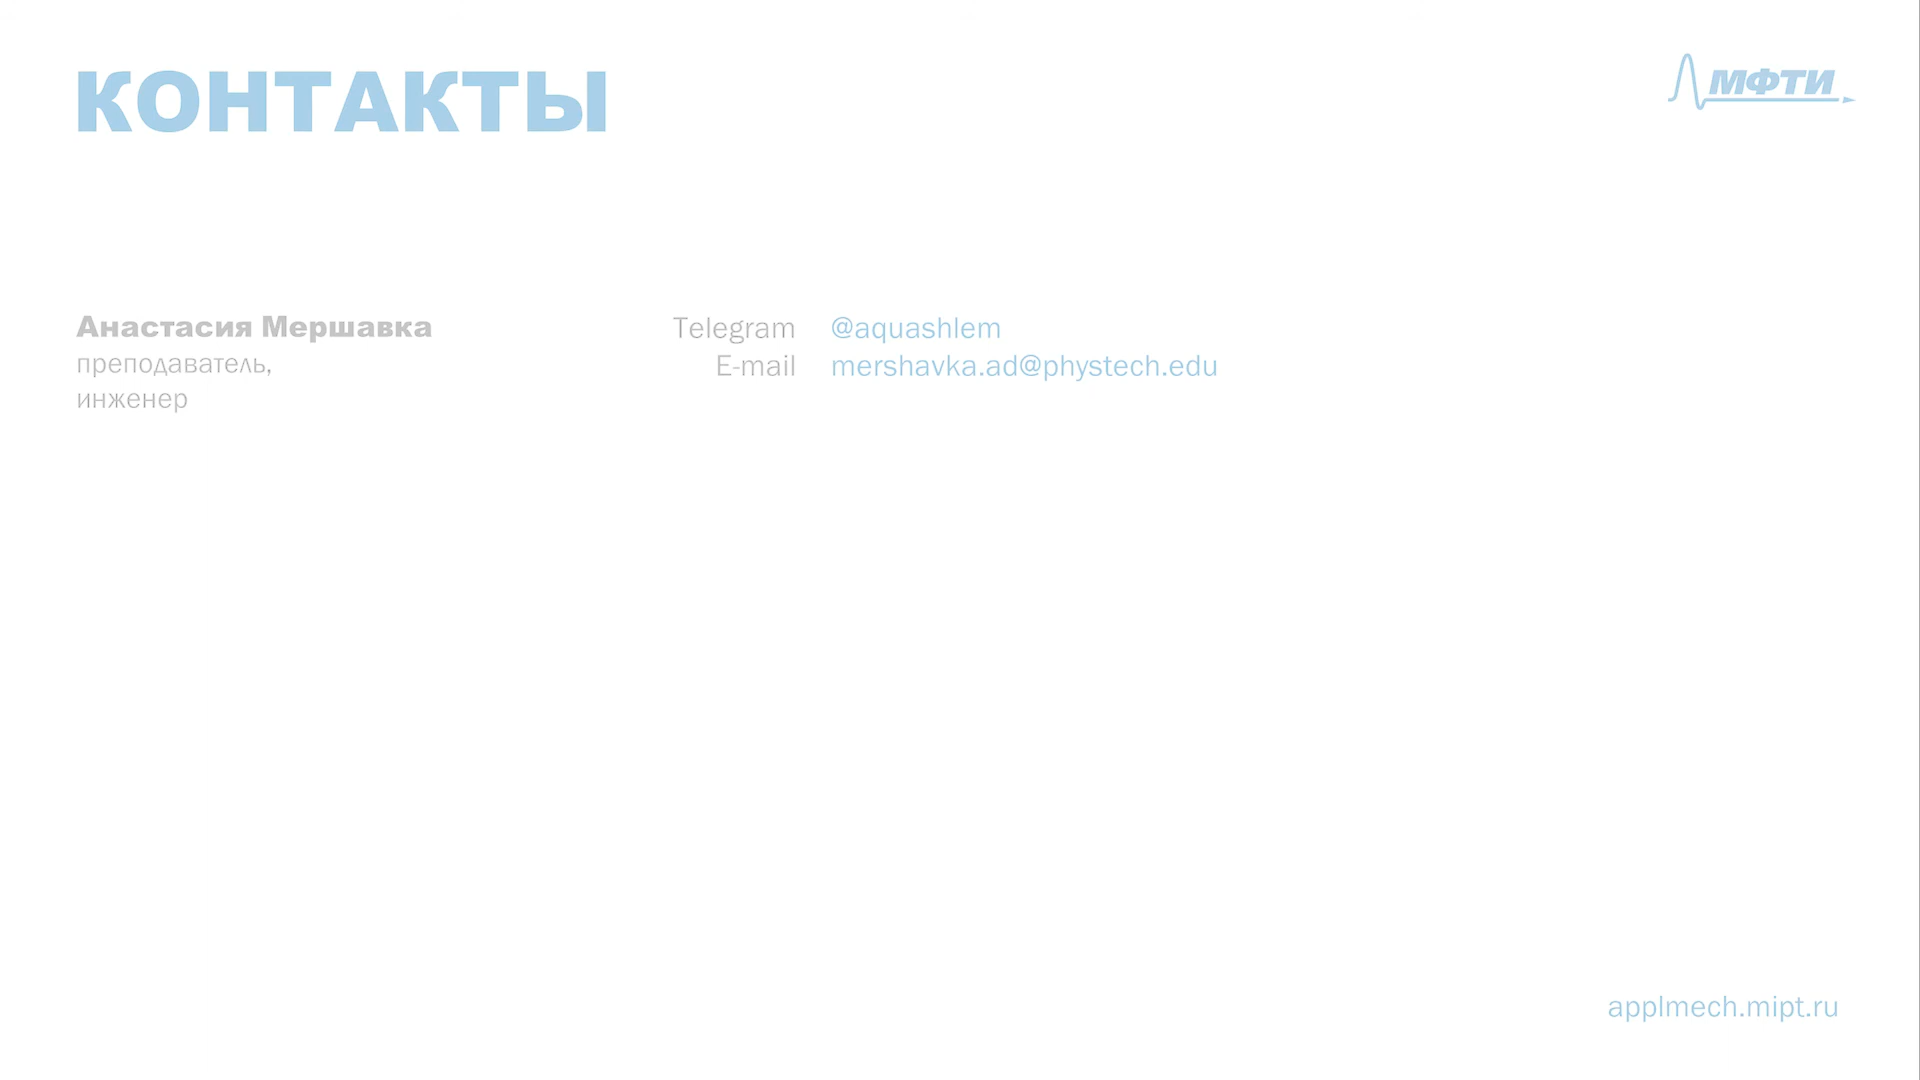 КОНТАКТЫ
МФТИ
Анастасия Мершавка
преподаватель,
инженер
Telegram @aquashlem
E-mail mershavka.ad@phystech.edu
applmech.mipt.ru